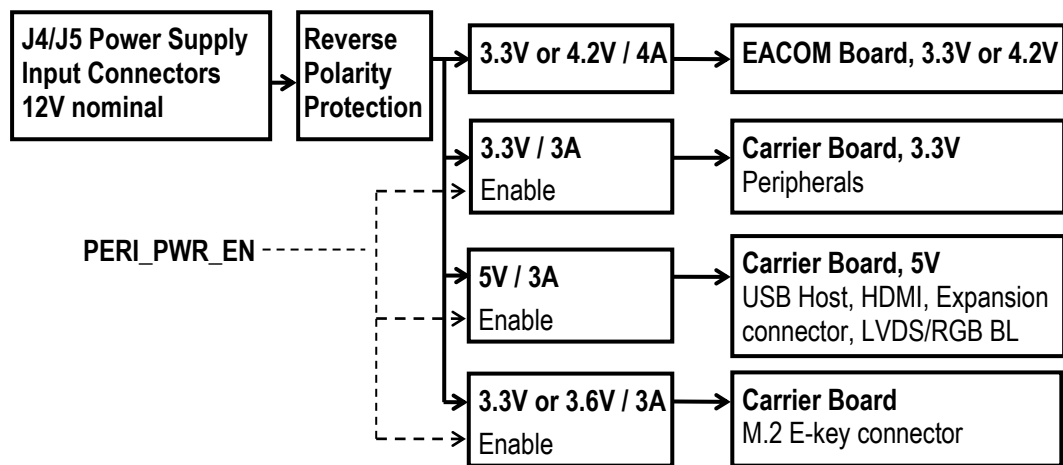 J4/J5 Power Supply
Input Connectors
12V nominal
Reverse
Polarity
Protection
3.3V or 4.2V / 4A
EACOM Board, 3.3V or 4.2V
3.3V / 3A
Enable
Carrier Board, 3.3V
Peripherals
PERI_PWR_EN
5V / 3A
Enable
Carrier Board, 5V
USB Host, HDMI, Expansion
connector, LVDS/RGB BL
3.3V or 3.6V / 3A
Enable
Carrier Board
M.2 E-key connector